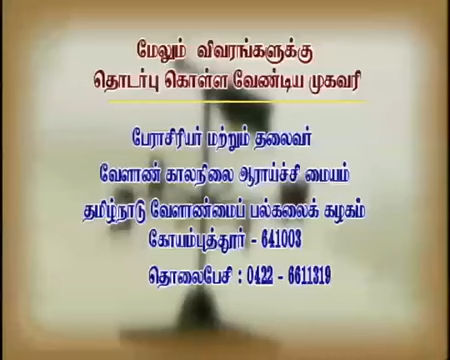 மேலும் விவரங்களுக்கு
தொடர்பு கொள்ள வேண்டிய முகவரி
பேராசிரியர் மற்றும் தலைவர்
வேளாண் காலநிலை ஆராய்ச்சி மையம்
தமிழ்நாடு வேளாண்மைப் பல்கலைக் கழகம்
கோயம்புத்தூர் - 641003
தொலைபேசி : 0422 - 6611319